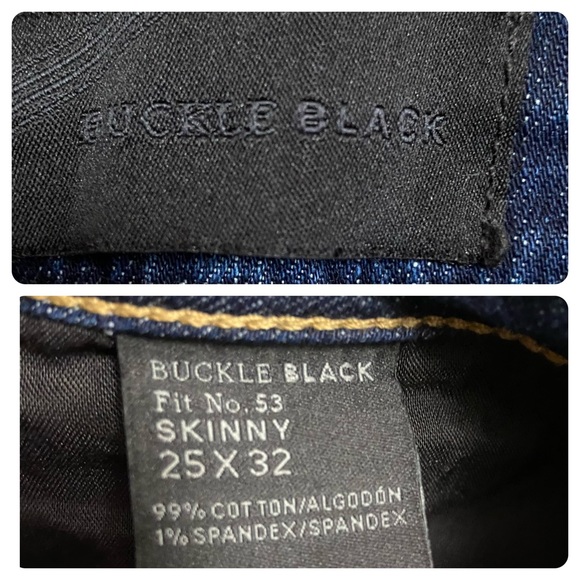 BUCKLE BLACK
BUCKLE BLACK
Fit No. 53
SKINNY
25 X 32
99% COTTON/ALGODÓN
1% SPANDEX/SPANDEX